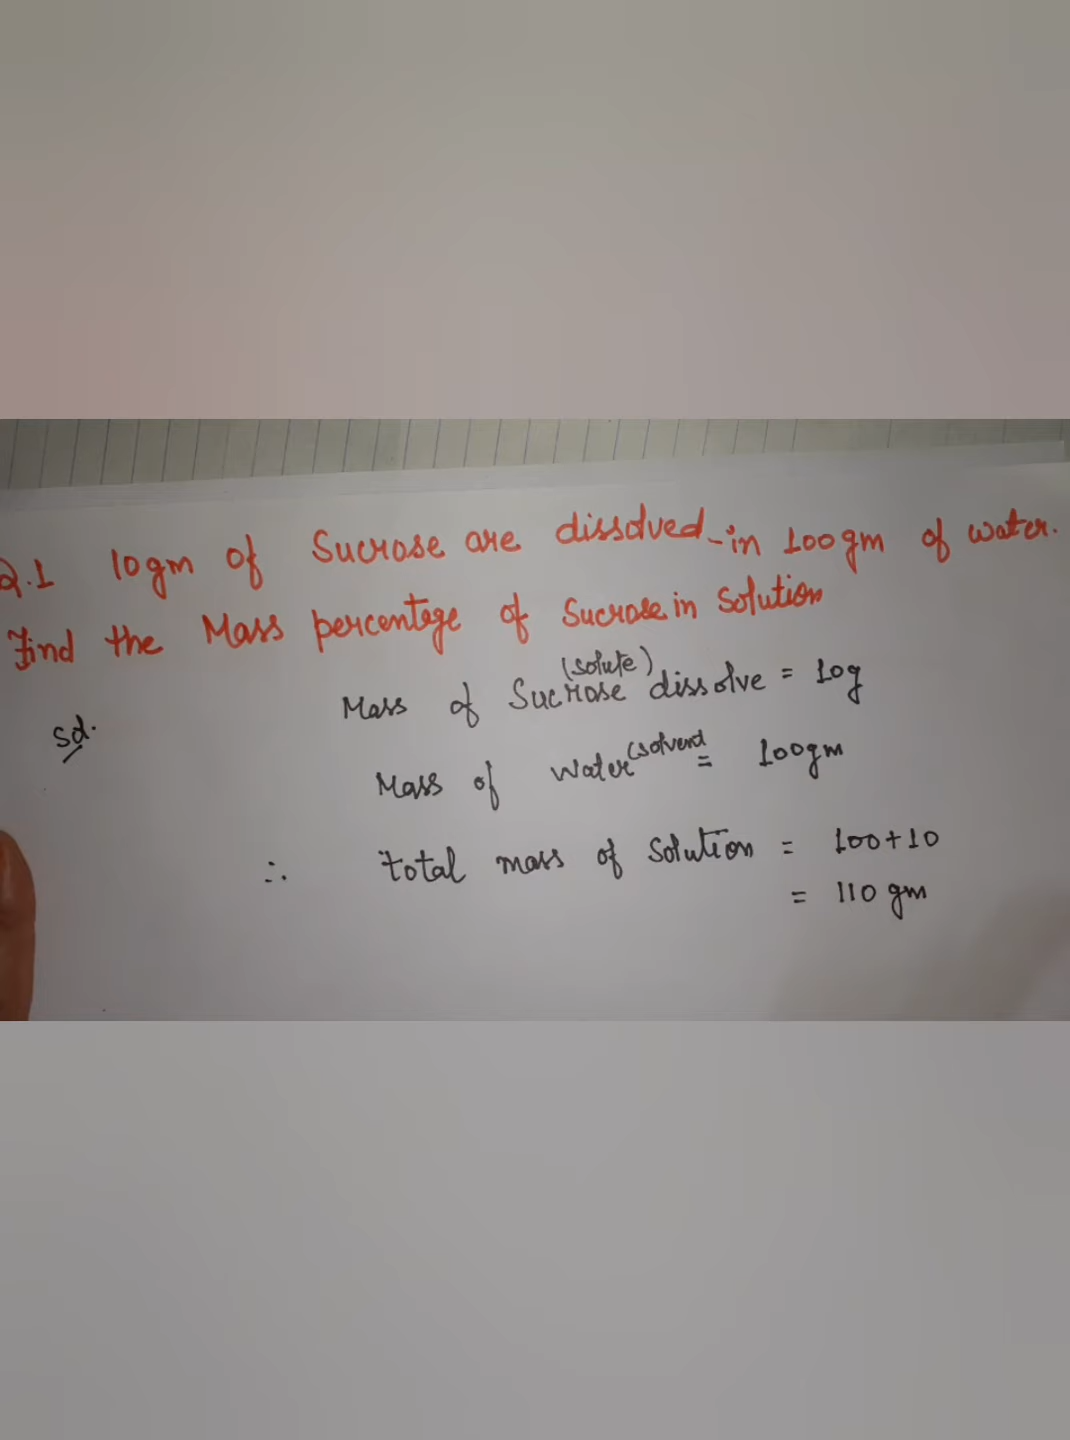 Q.1 10gm of Sucrose are dissolved in 100gm of water.
Find the Mass percentage of Sucrose in Solution
Sol. Mass of Sucrose (solute) dissolve = 10g
Mass of Water (solvent) = 100gm
∴ total mass of Solution = 100+10
= 110 gm